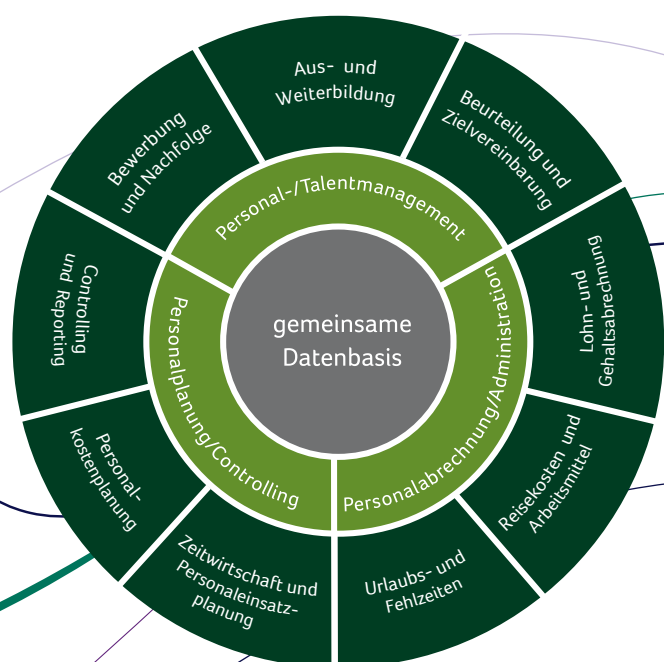 Aus- und
Weiterbildung
Beurteilung und
Zielvereinbarung
Lohn- und
Gehaltsabrechnung
Reisekosten und
Arbeitsmittel
Urlaubs- und
Fehlzeiten
Zeitwirtschaft und
Personaleinsatz-
planung
Personal-
kostenplanung
Controlling
und Reporting
Bewerbung
und Nachfolge
Personal-/Talentmanagement
Personalabrechnung/Administration
Personalplanung/Controlling
gemeinsame
Datenbasis